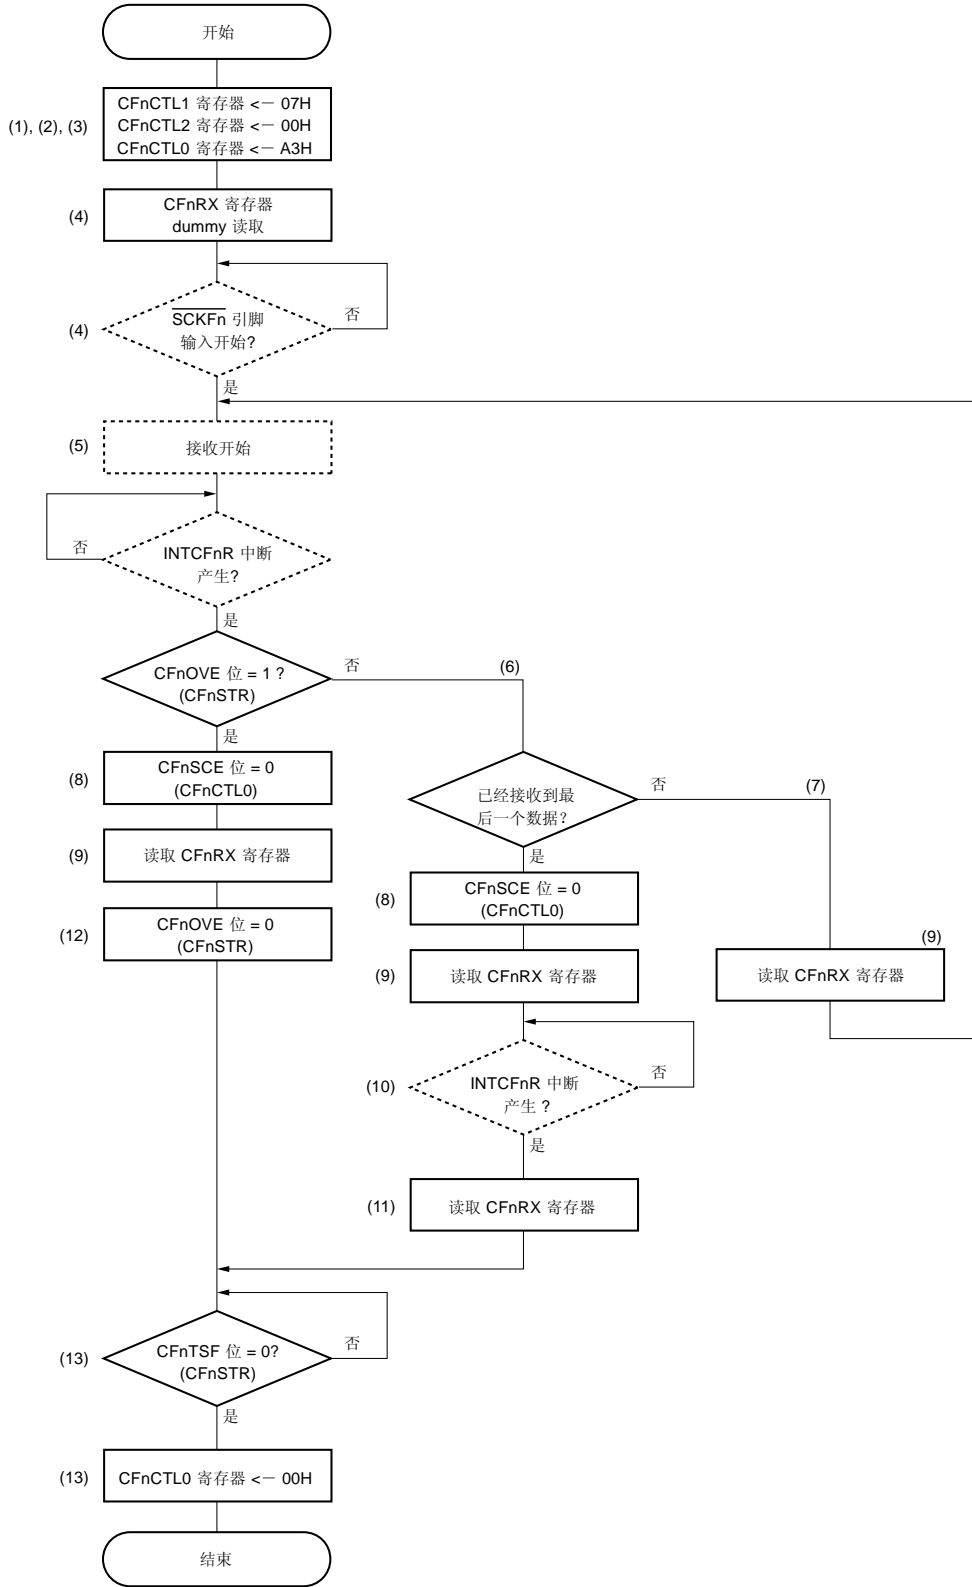 开始
(1), (2), (3)
CFnCTL1 寄存器 <— 07H
CFnCTL2 寄存器 <— 00H
CFnCTL0 寄存器 <— A3H
(4)
CFnRX 寄存器
dummy 读取
(4)
SCKFn 引脚
输入开始?
否
是
(5)
接收开始
否
INTCFnR 中断
产生?
是
CFnOVE 位 = 1 ?
(CFnSTR)
否
(6)
是
(8)
CFnSCE 位 = 0
(CFnCTL0)
已经接收到最
后一个数据?
否
(7)
是
(9)
读取 CFnRX 寄存器
(8)
CFnSCE 位 = 0
(CFnCTL0)
(12)
CFnOVE 位 = 0
(CFnSTR)
(9)
读取 CFnRX 寄存器
(9)
读取 CFnRX 寄存器
(10)
INTCFnR 中断
产生 ?
否
是
(11)
读取 CFnRX 寄存器
(13)
CFnTSF 位 = 0?
(CFnSTR)
否
是
(13)
CFnCTL0 寄存器 <— 00H
结束